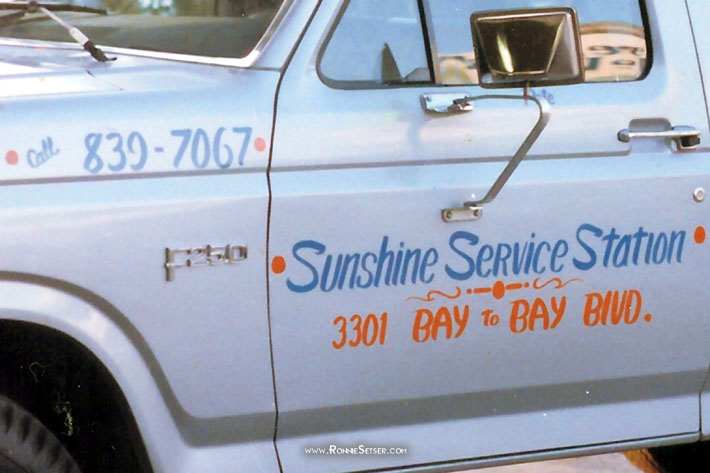 Call 839-7067
F250
Sunshine Service Station
3301 BAY to BAY BlVD.
www.RonnieSetser.com